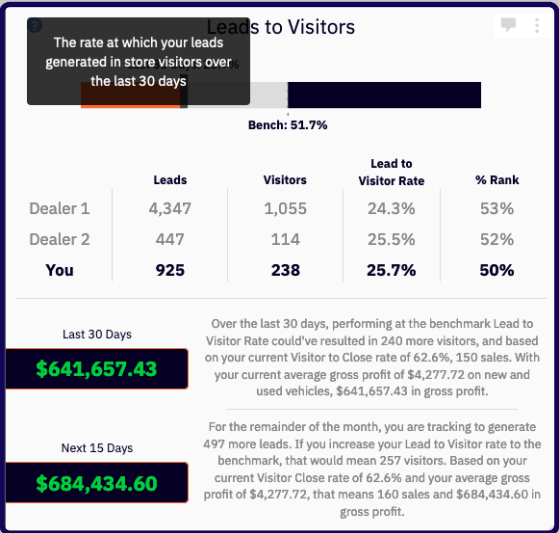 Leads to Visitors
The rate at which your leads
generated in store visitors over
the last 30 days
Bench: 51.7%
Leads Visitors Lead to Visitor Rate % Rank
Dealer 1 4,347 1,055 24.3% 53%
Dealer 2 447 114 25.5% 52%
You 925 238 25.7% 50%
Last 30 Days
$641,657.43
Over the last 30 days, performing at the benchmark Lead to
Visitor Rate could've resulted in 240 more visitors, and based
on your current Visitor to Close rate of 62.6%, 150 sales. With
your current average gross profit of $4,277.72 on new and
used vehicles, $641,657.43 in gross profit.
Next 15 Days
$684,434.60
For the remainder of the month, you are tracking to generate
497 more leads. If you increase your Lead to Visitor rate to the
benchmark, that would mean 257 visitors. Based on your
current Visitor Close rate of 62.6% and your average gross
profit of $4,277.72, that means 160 sales and $684,434.60 in
gross profit.